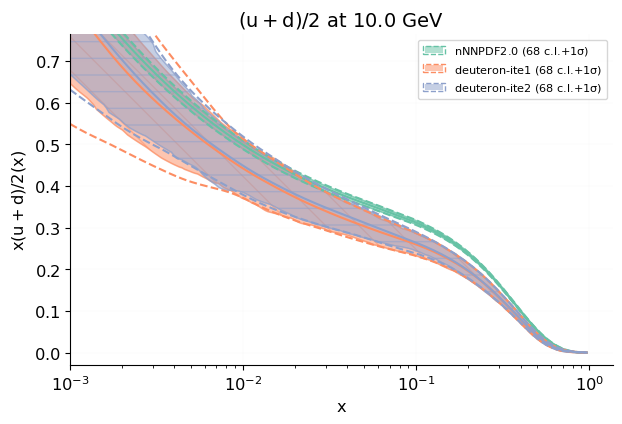 (u + d)/2 at 10.0 GeV
nNNPDF2.0 (68 c.l.+1σ)
deuteron-ite1 (68 c.l.+1σ)
deuteron-ite2 (68 c.l.+1σ)
x(u + d)/2(x)
0.7
0.6
0.5
0.4
0.3
0.2
0.1
0.0
10⁻³ 10⁻² 10⁻¹ 10⁰
x